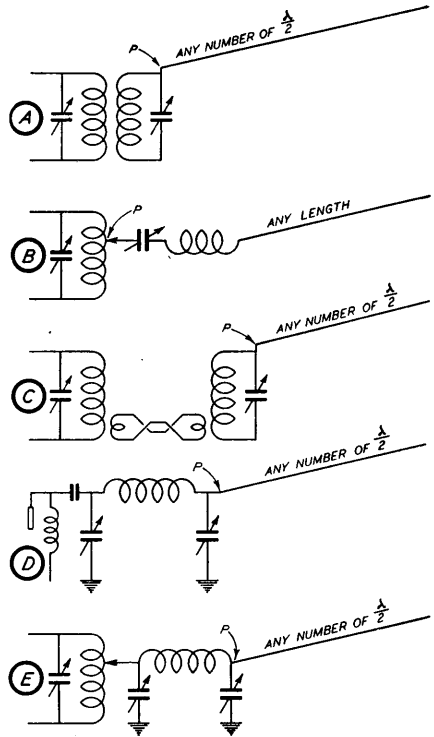 P
ANY NUMBER OF λ/2
A
P
ANY LENGTH
B
P
ANY NUMBER OF λ/2
C
P
ANY NUMBER OF λ/2
D
P
ANY NUMBER OF λ/2
E